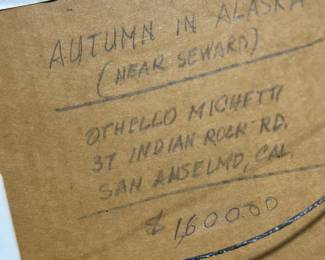 AUTUMN IN ALASKA
(NEAR SEWARD)
OTHELLO MICHETTI
37 INDIAN ROCK RD.
SAN ANSELMO, CAL.
$1,600.00